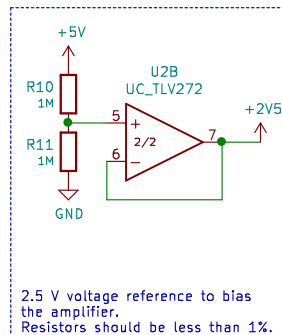 +5V
U2B
UC_TLV272
R10
1M
+2V5
5
+
2/2
7
6
-
R11
1M
GND
2.5 V voltage reference to bias
the amplifier.
Resistors should be less than 1%.